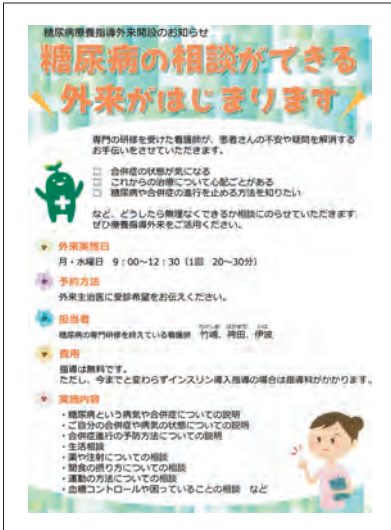 糖尿病療養指導外来開設のお知らせ
糖尿病の相談ができる
外来がはじまります
専門の研修を受けた看護師が、患者さんの不安や疑問を解消する
お手伝いをさせていただきます。
□ 合併症の状態が気になる
□ これからの治療について心配ごとがある
□ 糖尿病や合併症の進行を止める方法を知りたい
など、どうしたら無理なくできるか相談にのらせていただきます。
ぜひ療養指導外来をご活用ください。
外来実施日
月・水曜日 9：00～12：30（1回 20～30分）
予約方法
外来主治医に受診希望をお伝えください。
担当者
糖尿病の専門研修を終えている看護師 竹嶋、袴田、伊波
費用
指導は無料です。
ただし、今までと変わらずインスリン導入指導の場合は指導料がかかります。
実施内容
・糖尿病という病気や合併症についての説明
・ご自分の合併症や病気の状態についての説明
・合併症進行の予防方法についての説明
・生活相談
・薬や注射についての相談
・間食の摂り方についての相談
・運動の方法についての相談
・血糖コントロールや困っていることの相談 など